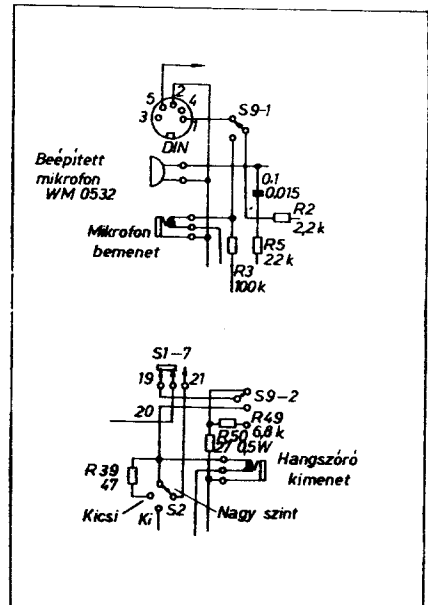 5 2 4
3 1
DIN
S9-1
Beépített
mikrofon
WM 0532
0.1
0,015
R2
2,2 k
Mikrofon
bemenet
R5
22 k
R3
100 k
S1-7
19 21
S9-2
20
R49
6,8 k
R50
27 0,5W
R39
47
Hangszóró
kimenet
Kicsi
Ki
S2
Nagy szint